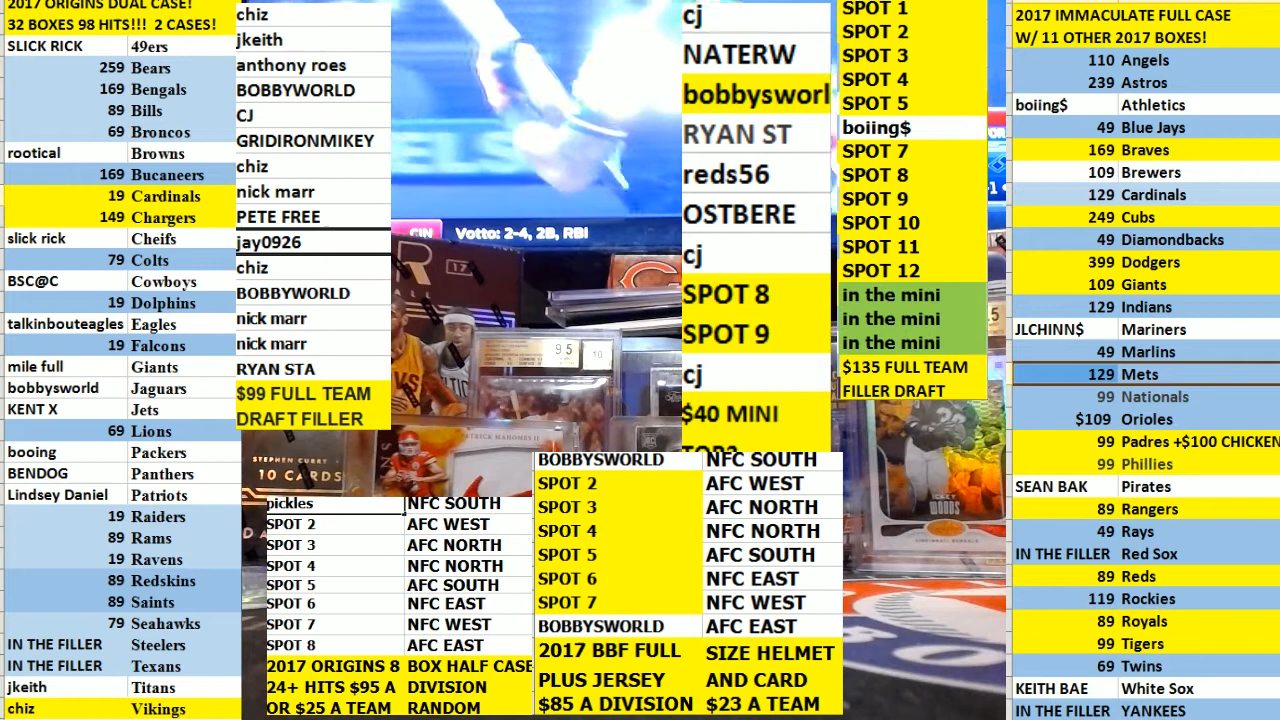 2017 ORIGINS DUAL CASE!
32 BOXES 98 HITS!!! 2 CASES!
SLICK RICK 49ers
259 Bears
169 Bengals
89 Bills
69 Broncos
rootical Browns
169 Bucaneers
19 Cardinals
149 Chargers
slick rick Cheifs
79 Colts
BSC@C Cowboys
19 Dolphins
talkinbouteagles Eagles
19 Falcons
mile full Giants
bobbysworld Jaguars
KENT X Jets
69 Lions
booing Packers
BENDOG Panthers
Lindsey Daniel Patriots
19 Raiders
89 Rams
19 Ravens
89 Redskins
89 Saints
79 Seahawks
IN THE FILLER Steelers
IN THE FILLER Texans
jkeith Titans
chiz Vikings
chiz
jkeith
anthony roes
BOBBYWORLD
CJ
GRIDIRONMIKEY
chiz
nick marr
PETE FREE
jay0926
chiz
BOBBYWORLD
nick marr
nick marr
RYAN STA
$99 FULL TEAM
DRAFT FILLER
CIN Votto: 2-4, 2B, RBI
17
9.5 10
PATRICK MAHOMES II
STEPHEN CURRY
10 CARDS
pickles NFC SOUTH
SPOT 2 AFC WEST
SPOT 3 AFC NORTH
SPOT 4 NFC NORTH
SPOT 5 AFC SOUTH
SPOT 6 NFC EAST
SPOT 7 NFC WEST
SPOT 8 AFC EAST
2017 ORIGINS 8 BOX HALF CASE
24+ HITS $95 A DIVISION
OR $25 A TEAM RANDOM
cj
NATERW
bobbysworl
RYAN ST
reds56
OSTBERE
cj
SPOT 8
SPOT 9
cj
$40 MINI
BOBBYSWORLD NFC SOUTH
SPOT 2 AFC WEST
SPOT 3 AFC NORTH
SPOT 4 NFC NORTH
SPOT 5 AFC SOUTH
SPOT 6 NFC EAST
SPOT 7 NFC WEST
BOBBYSWORLD AFC EAST
2017 BBF FULL SIZE HELMET
PLUS JERSEY AND CARD
$85 A DIVISION $23 A TEAM
SPOT 1
SPOT 2
SPOT 3
SPOT 4
SPOT 5
boiing$
SPOT 7
SPOT 8
SPOT 9
SPOT 10
SPOT 11
SPOT 12
in the mini
in the mini
in the mini
$135 FULL TEAM
FILLER DRAFT
ICKEY
WOODS
2017 IMMACULATE FULL CASE
W/ 11 OTHER 2017 BOXES!
110 Angels
239 Astros
boiing$ Athletics
49 Blue Jays
169 Braves
109 Brewers
129 Cardinals
249 Cubs
49 Diamondbacks
399 Dodgers
109 Giants
129 Indians
JLCHINN$ Mariners
49 Marlins
129 Mets
99 Nationals
$109 Orioles
99 Padres +$100 CHICKEN
99 Phillies
SEAN BAK Pirates
89 Rangers
49 Rays
IN THE FILLER Red Sox
89 Reds
119 Rockies
89 Royals
99 Tigers
69 Twins
KEITH BAE White Sox
IN THE FILLER YANKEES